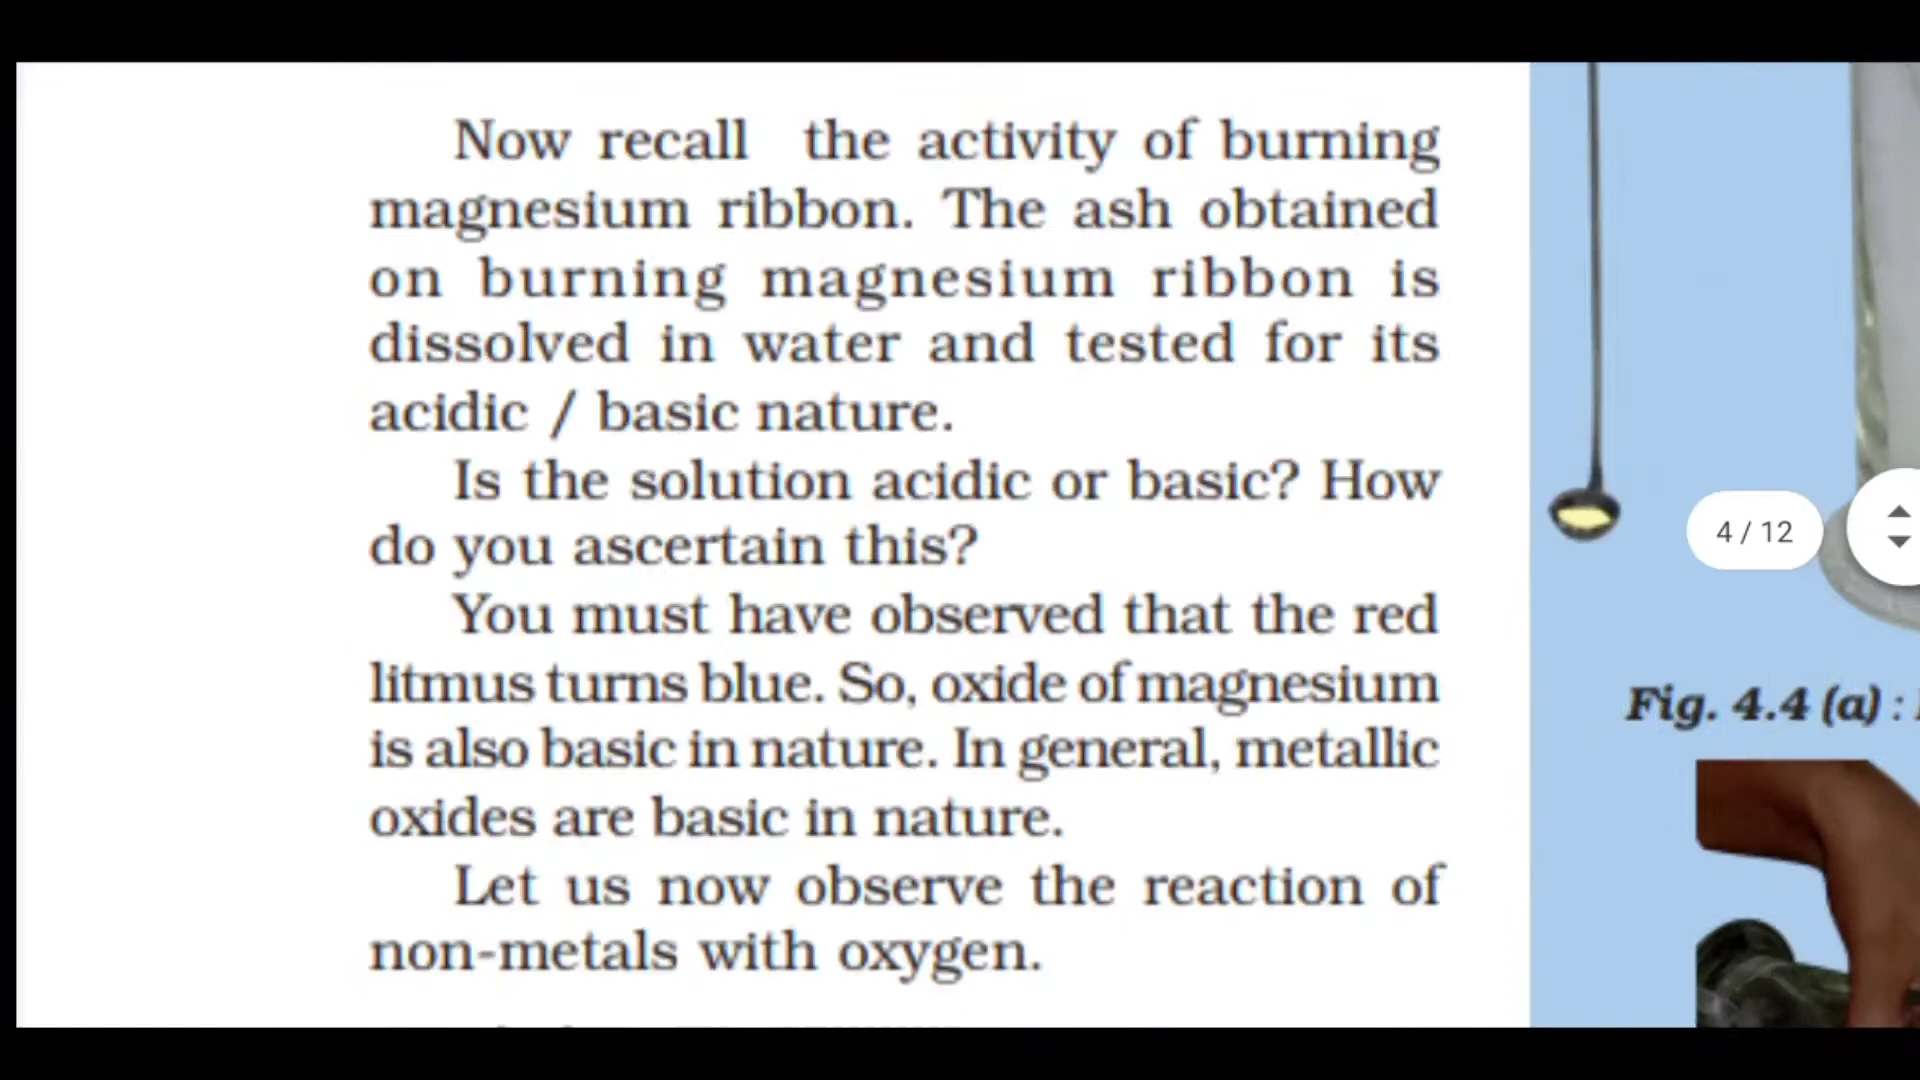 Now recall the activity of burning
magnesium ribbon. The ash obtained
on burning magnesium ribbon is
dissolved in water and tested for its
acidic / basic nature.
Is the solution acidic or basic? How
do you ascertain this?
You must have observed that the red
litmus turns blue. So, oxide of magnesium
is also basic in nature. In general, metallic
oxides are basic in nature.
Let us now observe the reaction of
non-metals with oxygen.
4 / 12
Fig. 4.4 (a) :